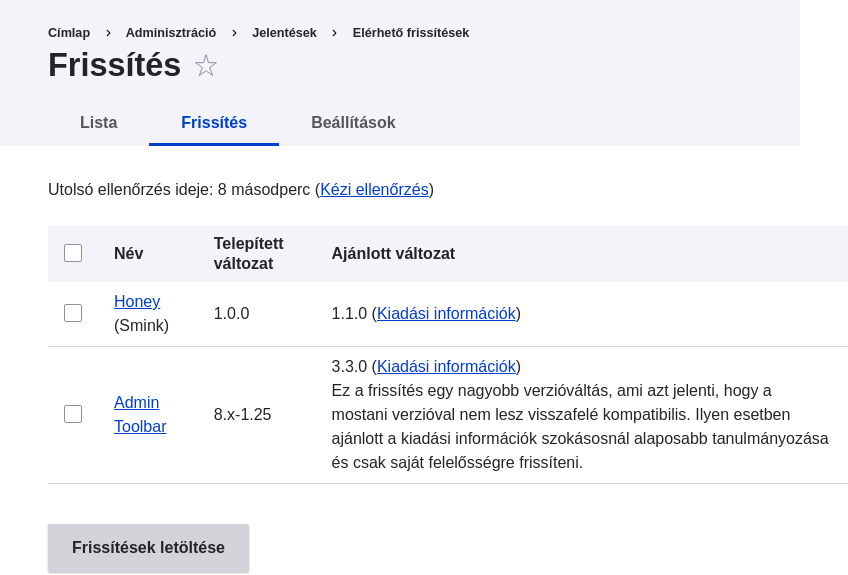 Címlap > Adminisztráció > Jelentések > Elérhető frissítések
Frissítés ☆
Lista Frissítés Beállítások
Utolsó ellenőrzés ideje: 8 másodperc (Kézi ellenőrzés)
Név Telepített változat Ajánlott változat
Honey
(Smink)
1.0.0
1.1.0 (Kiadási információk)
Admin
Toolbar
8.x-1.25
3.3.0 (Kiadási információk)
Ez a frissítés egy nagyobb verzióváltás, ami azt jelenti, hogy a
mostani verzióval nem lesz visszafelé kompatibilis. Ilyen esetben
ajánlott a kiadási információk szokásosnál alaposabb tanulmányozása
és csak saját felelősségre frissíteni.
Frissítések letöltése